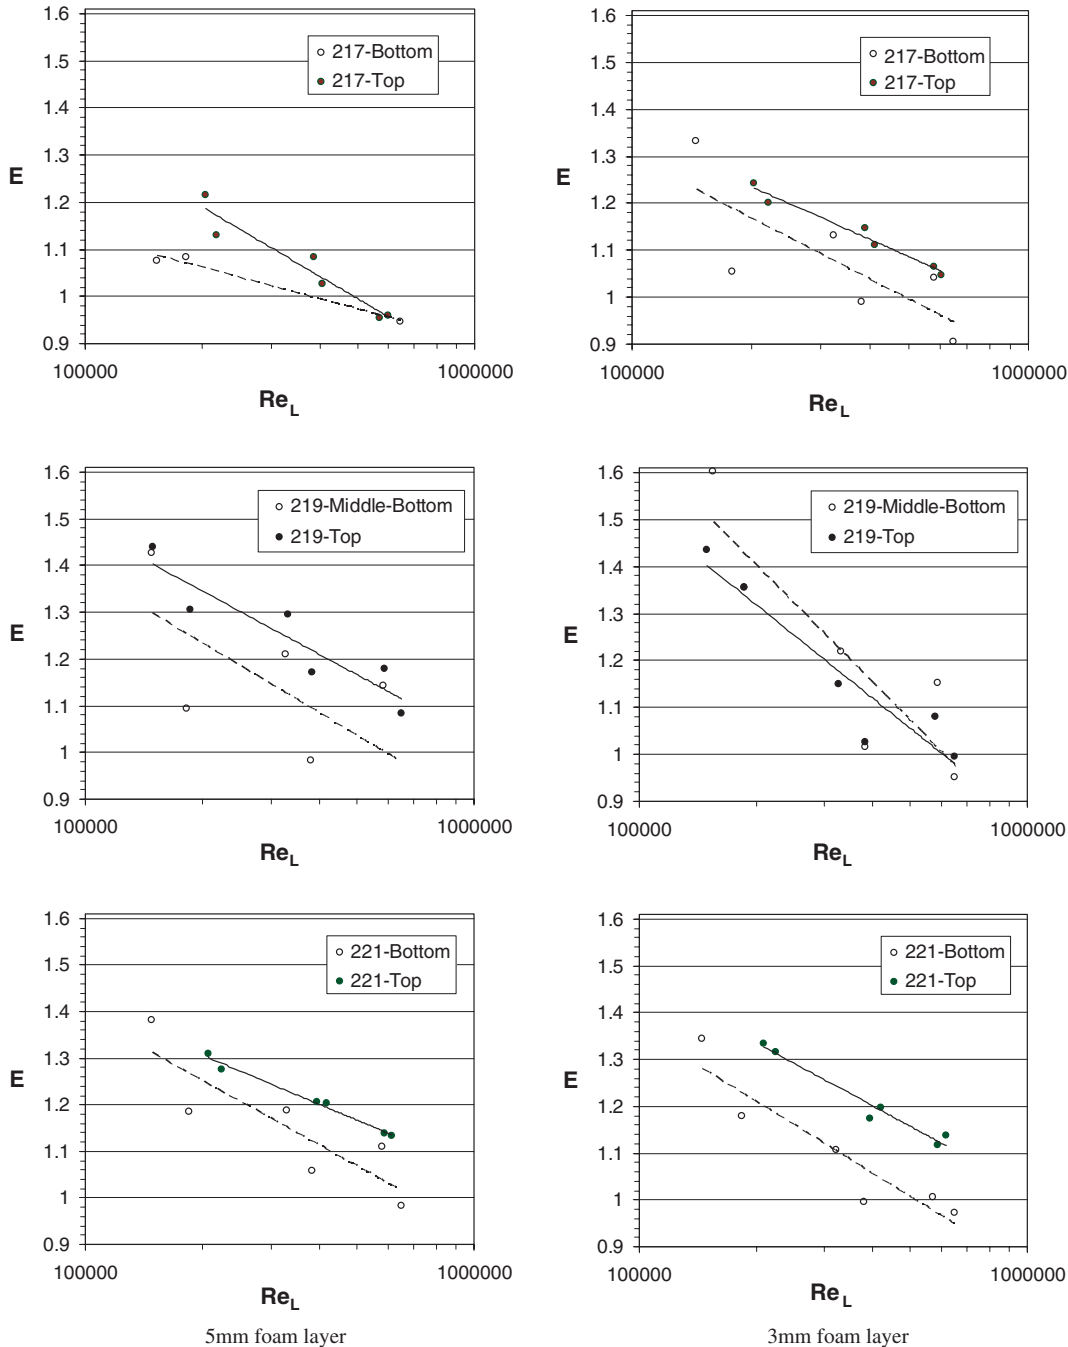 1.6
1.5
1.4
1.3
1.2
1.1
1
0.9
E
217-Bottom
217-Top
100000
1000000
Re_L
1.6
1.5
1.4
1.3
1.2
1.1
1
0.9
E
217-Bottom
217-Top
100000
1000000
Re_L
1.6
1.5
1.4
1.3
1.2
1.1
1
0.9
E
219-Middle-Bottom
219-Top
100000
1000000
Re_L
1.6
1.5
1.4
1.3
1.2
1.1
1
0.9
E
219-Middle-Bottom
219-Top
100000
1000000
Re_L
1.6
1.5
1.4
1.3
1.2
1.1
1
0.9
E
221-Bottom
221-Top
100000
1000000
Re_L
5mm foam layer
1.6
1.5
1.4
1.3
1.2
1.1
1
0.9
E
221-Bottom
221-Top
100000
1000000
Re_L
3mm foam layer